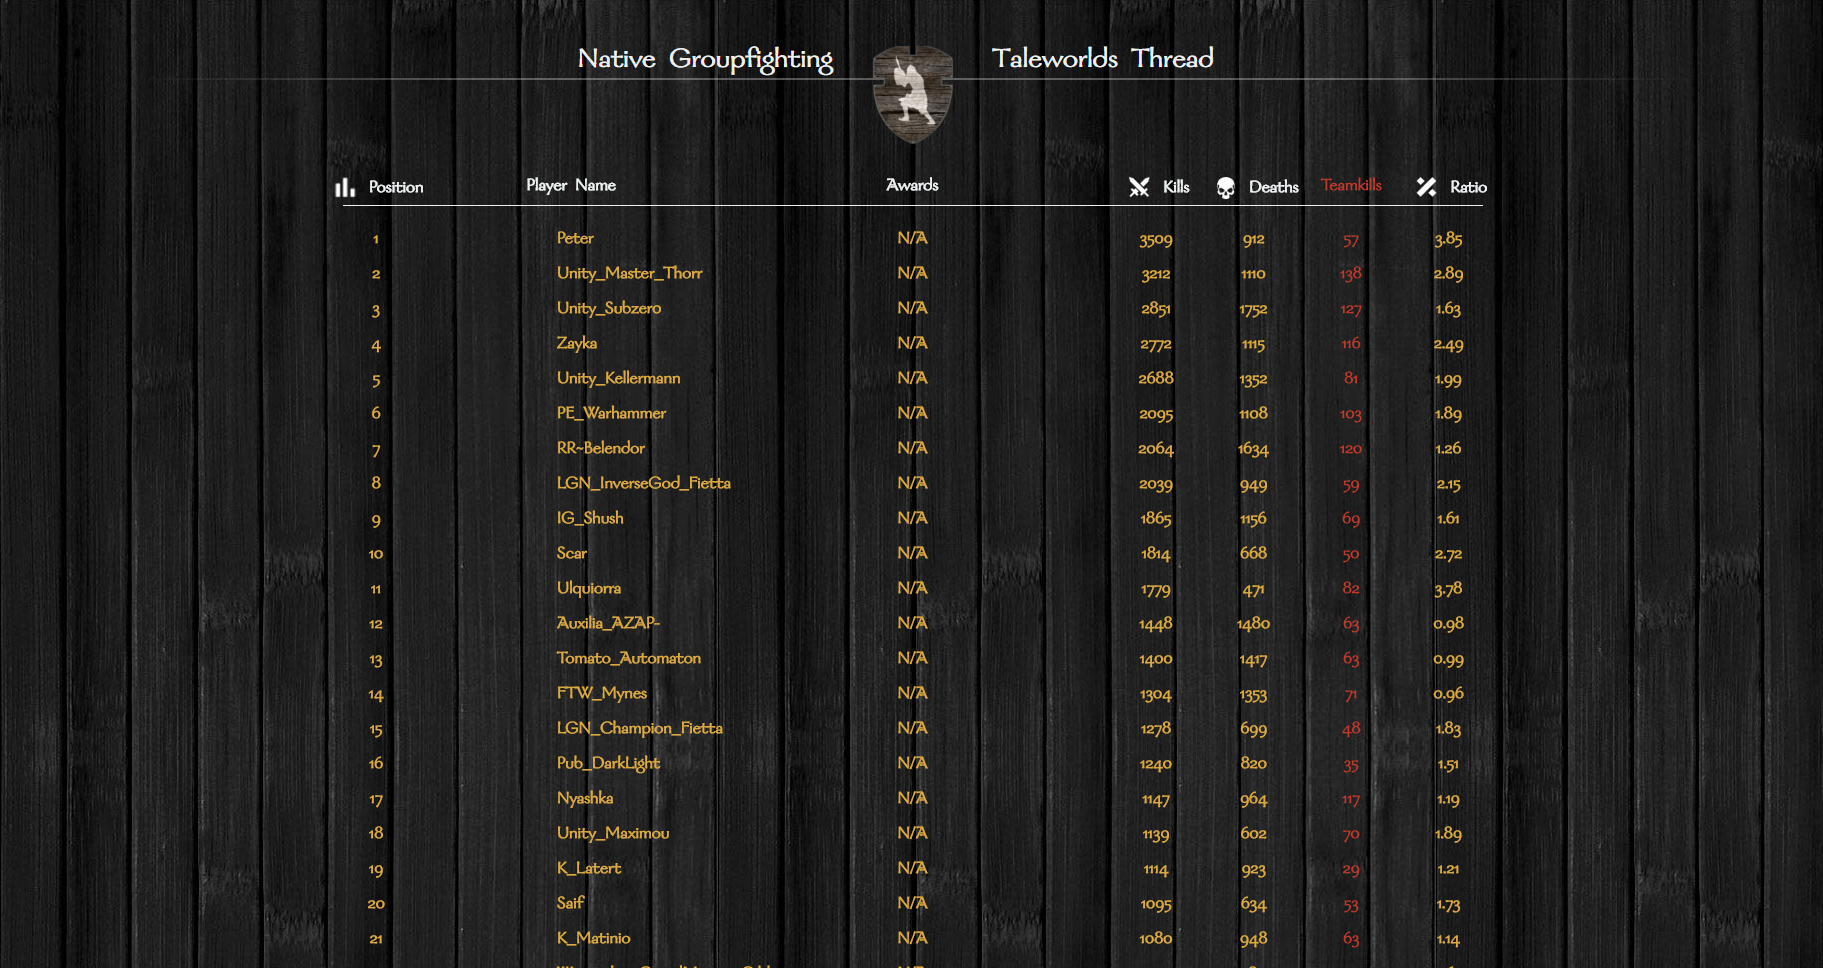 Native Groupfighting Taleworlds Thread
Position Player Name Awards Kills Deaths Teamkills Ratio
1 Peter N/A 3509 912 57 3.85
2 Unity_Master_Thorr N/A 3212 1110 138 2.89
3 Unity_Subzero N/A 2851 1752 127 1.63
4 Zayka N/A 2772 1115 116 2.49
5 Unity_Kellermann N/A 2688 1352 81 1.99
6 PE_Warhammer N/A 2095 1108 103 1.89
7 RR~Belendor N/A 2064 1634 120 1.26
8 LGN_InverseGod_Fietta N/A 2039 949 59 2.15
9 IG_Shush N/A 1865 1156 69 1.61
10 Scar N/A 1814 668 50 2.72
11 Ulquiorra N/A 1779 471 82 3.78
12 Auxilia_AZAP- N/A 1448 1480 63 0.98
13 Tomato_Automaton N/A 1400 1417 63 0.99
14 FTW_Mynes N/A 1304 1353 71 0.96
15 LGN_Champion_Fietta N/A 1278 699 48 1.83
16 Pub_DarkLight N/A 1240 820 35 1.51
17 Nyashka N/A 1147 964 117 1.19
18 Unity_Maximou N/A 1139 602 70 1.89
19 K_Latert N/A 1114 923 29 1.21
20 Saif N/A 1095 634 53 1.73
21 K_Matinio N/A 1080 948 63 1.14